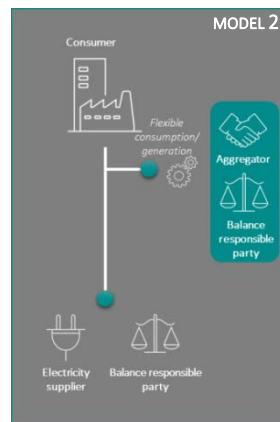 MODEL 2
Consumer
Flexible
consumption/
generation
Aggregator
Balance
responsible
party
Electricity
supplier
Balance responsible
party